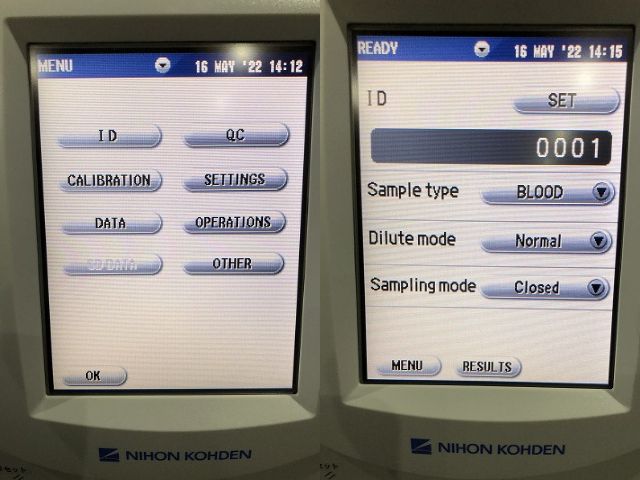 MENU 16 MAY '22 14:12
ID QC
CALIBRATION SETTINGS
DATA OPERATIONS
SD DATA OTHER
OK
NIHON KOHDEN
READY 16 MAY '22 14:15
ID SET
0001
Sample type BLOOD
Dilute mode Normal
Sampling mode Closed
MENU RESULTS
NIHON KOHDEN